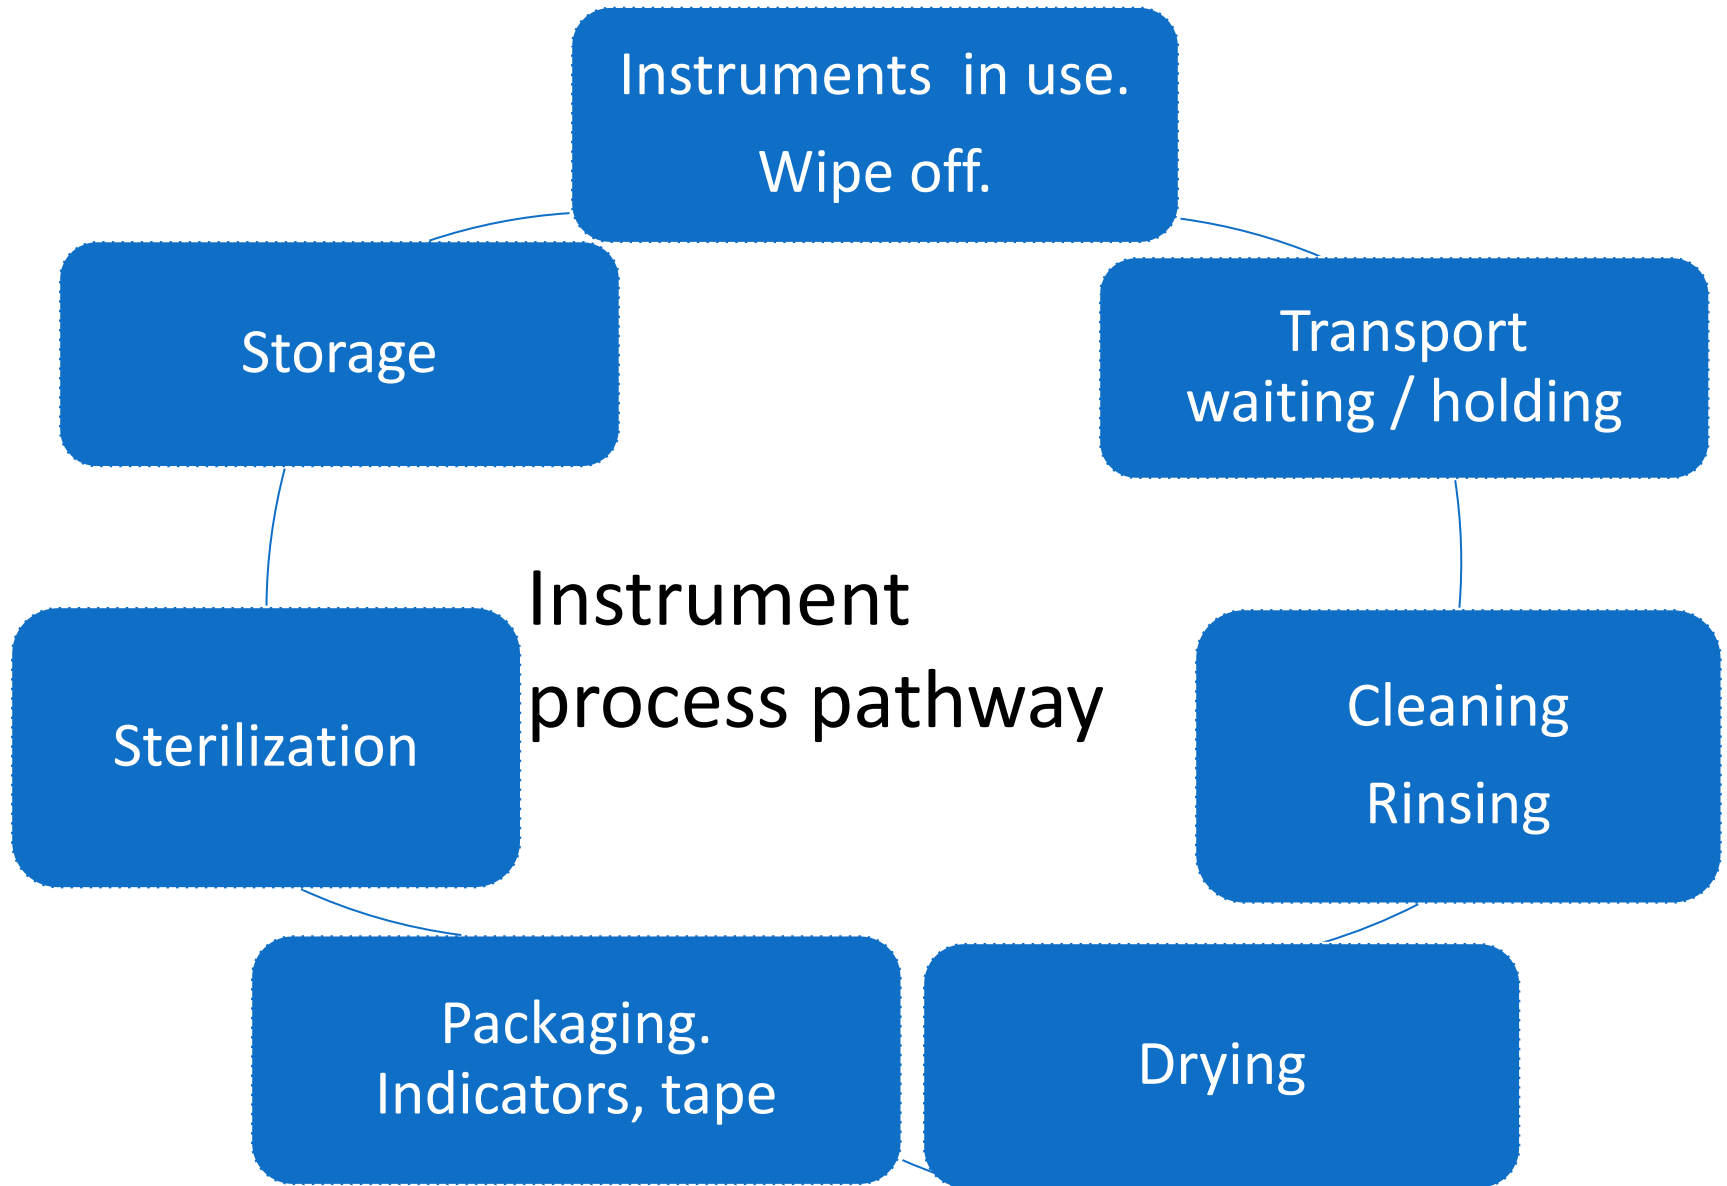 Instruments  in use.
Wipe off.
Transport
waiting / holding
Cleaning
Rinsing
Drying
Packaging.
Indicators, tape
Sterilization
Storage
Instrument
process pathway